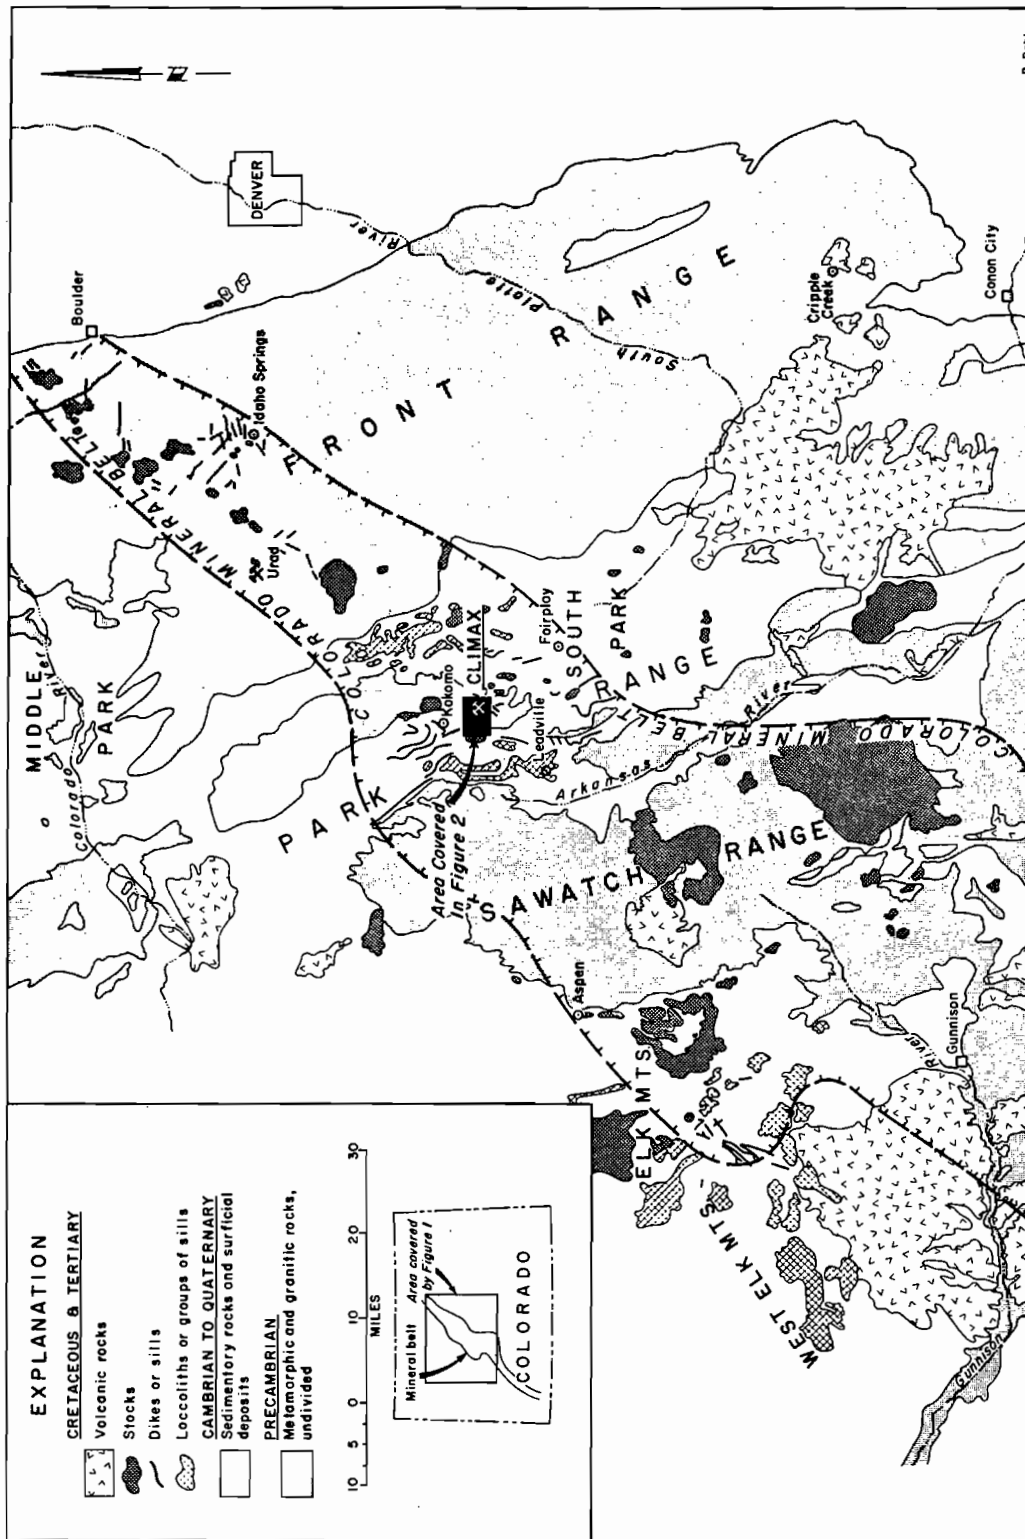 N
MIDDLE
PARK
Colorado
River
Boulder
DENVER
Idaho Springs
Urad
COLORADO MINERAL BELT
FRONT RANGE
South Platte River
Cripple
Creek
Canon City
PARK RANGE
Kokomo
CLIMAX
Fairplay
SOUTH
PARK
Leadville
Area Covered
In Figure 2
Arkansas River
COLORADO MINERAL BELT
SAWATCH RANGE
Aspen
ELK MTS.
WEST ELK MTS.
Gunnison
River
Gunnison
EXPLANATION
CRETACEOUS & TERTIARY
Volcanic rocks
Stocks
Dikes or sills
Loccoliths or groups of sills
CAMBRIAN TO QUATERNARY
Sedimentary rocks and surficial
deposits
PRECAMBRIAN
Metamorphic and granitic rocks,
undivided
10 5 0 10 20 30
MILES
Mineral belt
Area covered
by Figure 1
COLORADO